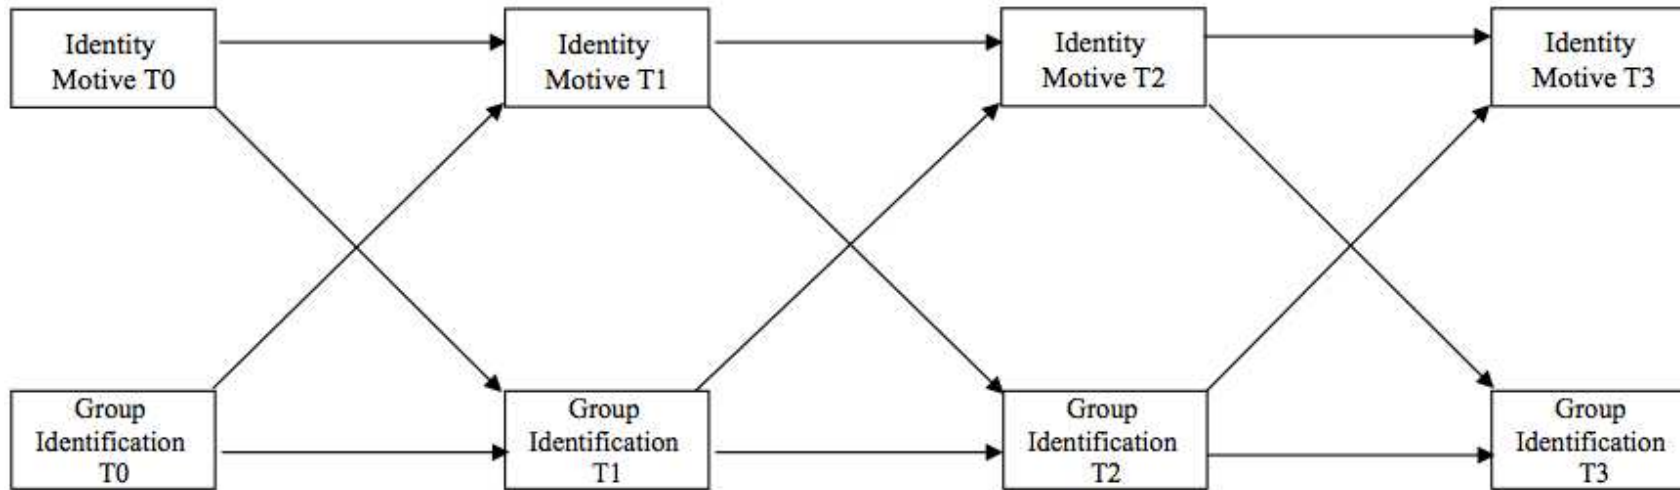 Identity
Motive T0
Identity
Motive T1
Identity
Motive T2
Identity
Motive T3
Group
Identification
T0
Group
Identification
T1
Group
Identification
T2
Group
Identification
T3